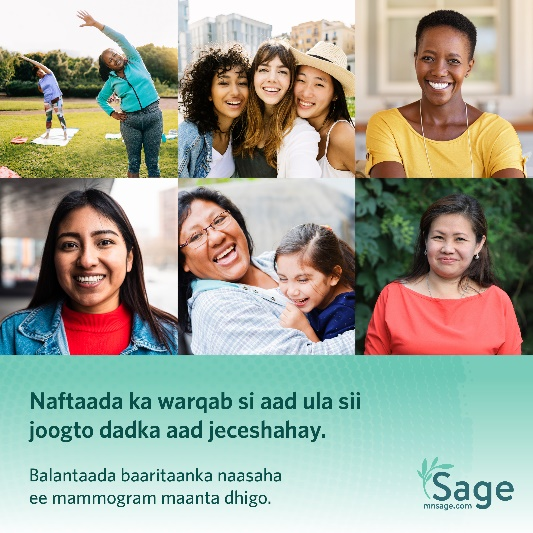 Naftaada ka warqab si aad ula sii
joogto dadka aad jeceshahay.
Balantaada baaritaanka naasaha
ee mammogram maanta dhigo.
Sage
mnsage.com